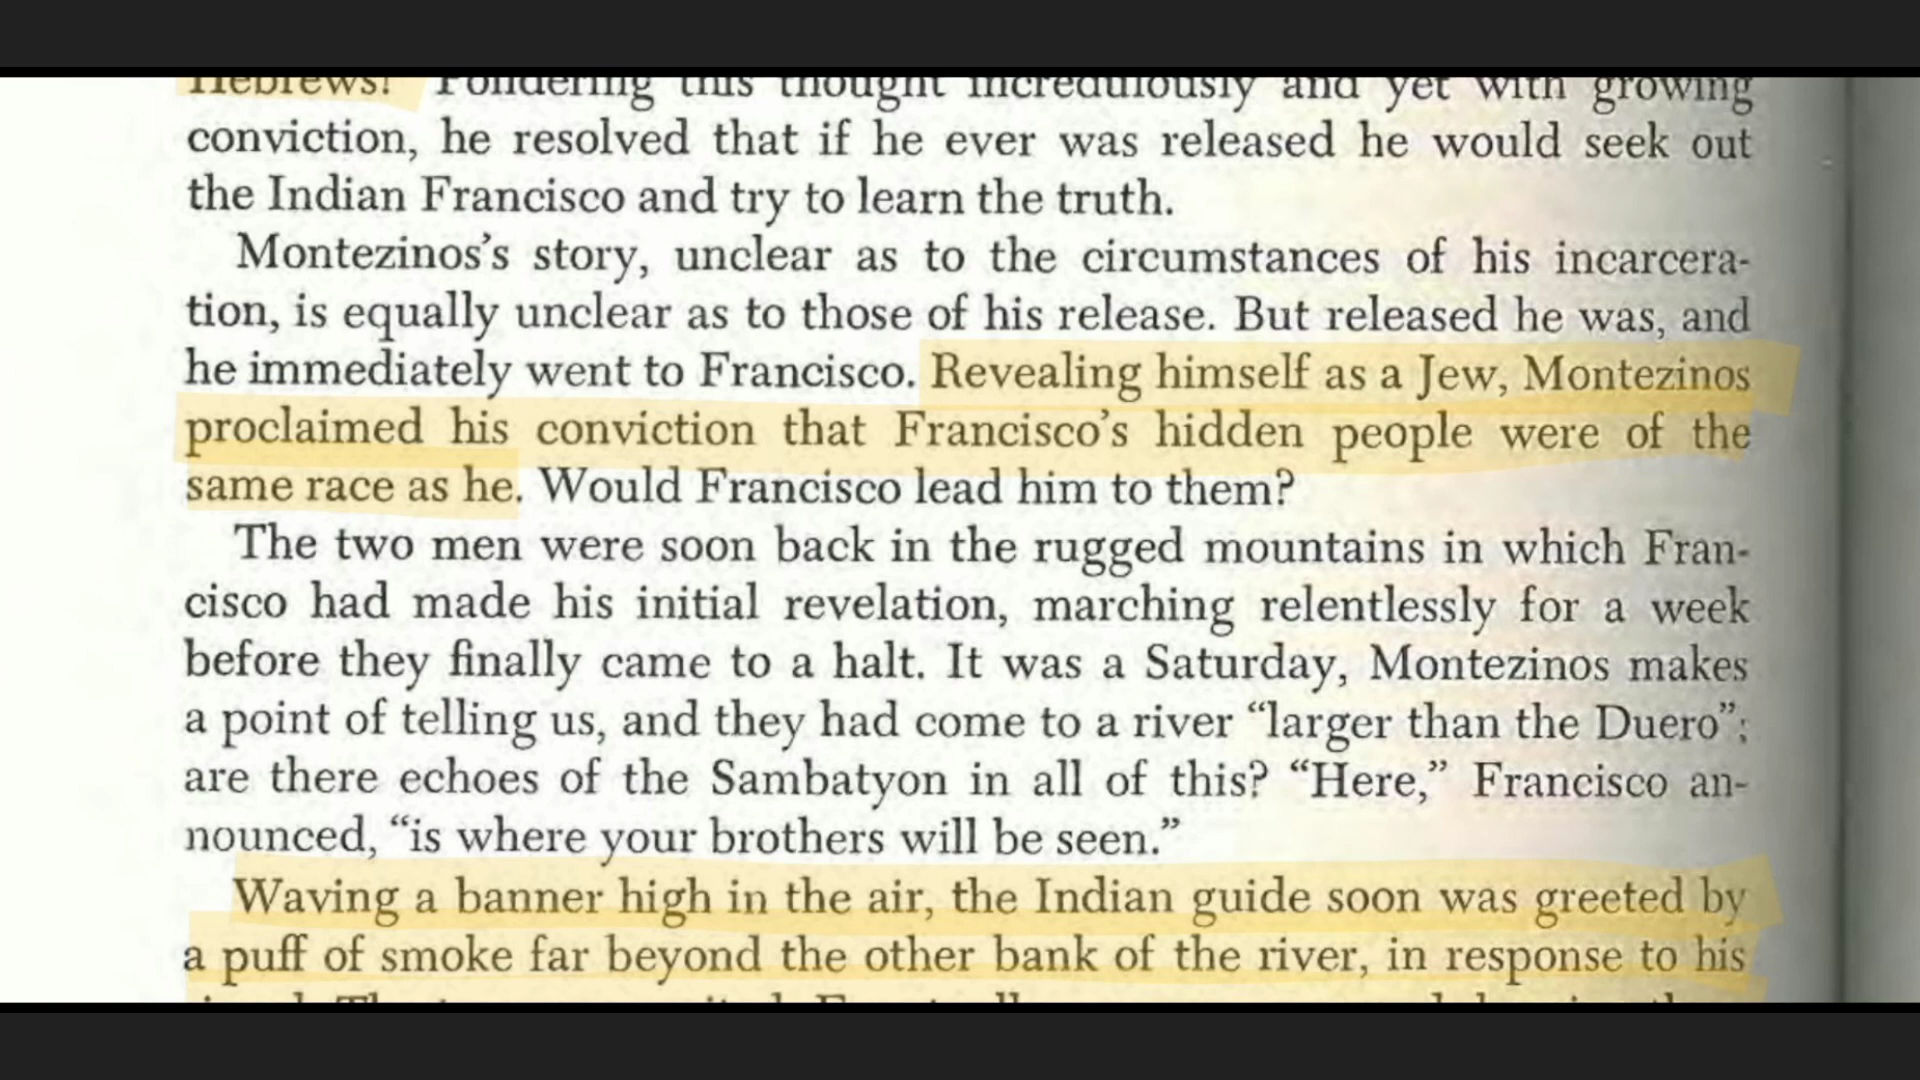 Hebrews! Pondering this thought incredulously and yet with growing
conviction, he resolved that if he ever was released he would seek out
the Indian Francisco and try to learn the truth.
Montezinos's story, unclear as to the circumstances of his incarcera-
tion, is equally unclear as to those of his release. But released he was, and
he immediately went to Francisco. Revealing himself as a Jew, Montezinos
proclaimed his conviction that Francisco's hidden people were of the
same race as he. Would Francisco lead him to them?
The two men were soon back in the rugged mountains in which Fran-
cisco had made his initial revelation, marching relentlessly for a week
before they finally came to a halt. It was a Saturday, Montezinos makes
a point of telling us, and they had come to a river “larger than the Duero”;
are there echoes of the Sambatyon in all of this? “Here,” Francisco an-
nounced, “is where your brothers will be seen.”
Waving a banner high in the air, the Indian guide soon was greeted by
a puff of smoke far beyond the other bank of the river, in response to his